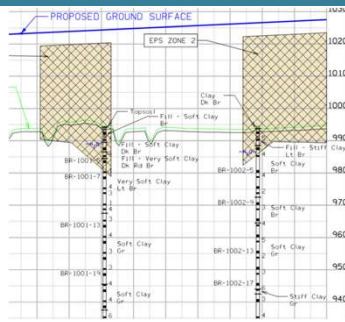 PROPOSED GROUND SURFACE
EPS ZONE 2
1030
1020
1010
1000
990
980
970
960
950
940
Topsoil
Fill - Soft Clay
Br
Fill - Soft Clay
Dk Br
Fill - Very Soft Clay
Dk Rd Br
Very Soft Clay
Lt Br
BR-1001-7
BR-1001-13
Soft Clay
Gr
BR-1001-19
Soft Clay
Gr
Clay
Dk Br
Fill - Stiff Clay
Lt Br
BR-1002-5
Soft Clay
Br
BR-1002-9
Soft Clay
Br
BR-1002-13
Soft Clay
Gr
BR-1002-17
Stiff Clay
Gr